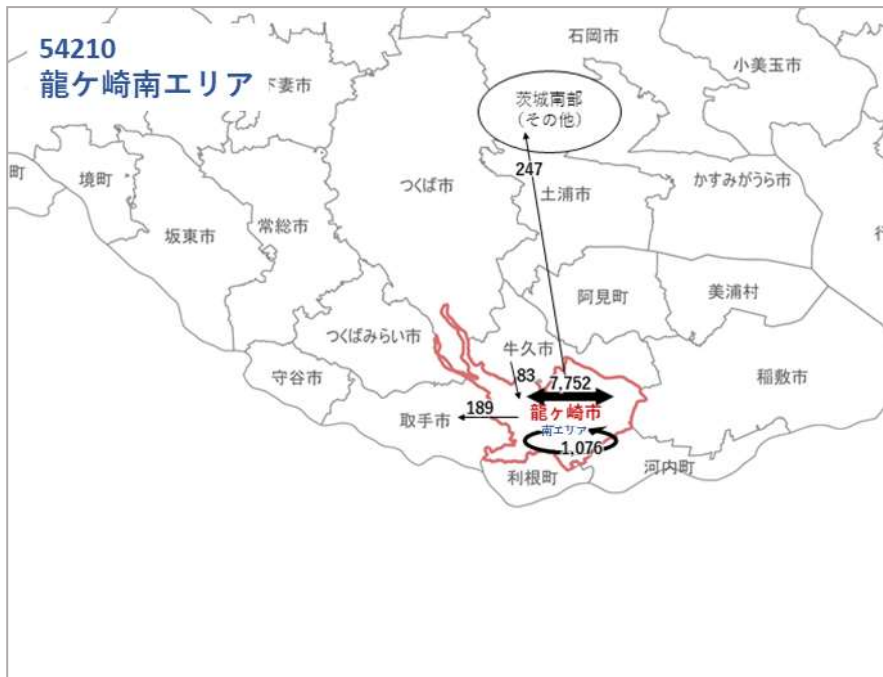 54210
龍ケ崎南エリア
下妻市
石岡市
小美玉市
茨城南部
（その他）
247
町
境町
つくば市
土浦市
かすみがうら市
坂東市
常総市
行
阿見町
美浦村
つくばみらい市
牛久市
守谷市
83
7,752
稲敷市
189
取手市
龍ヶ崎市
南エリア
1,076
河内町
利根町